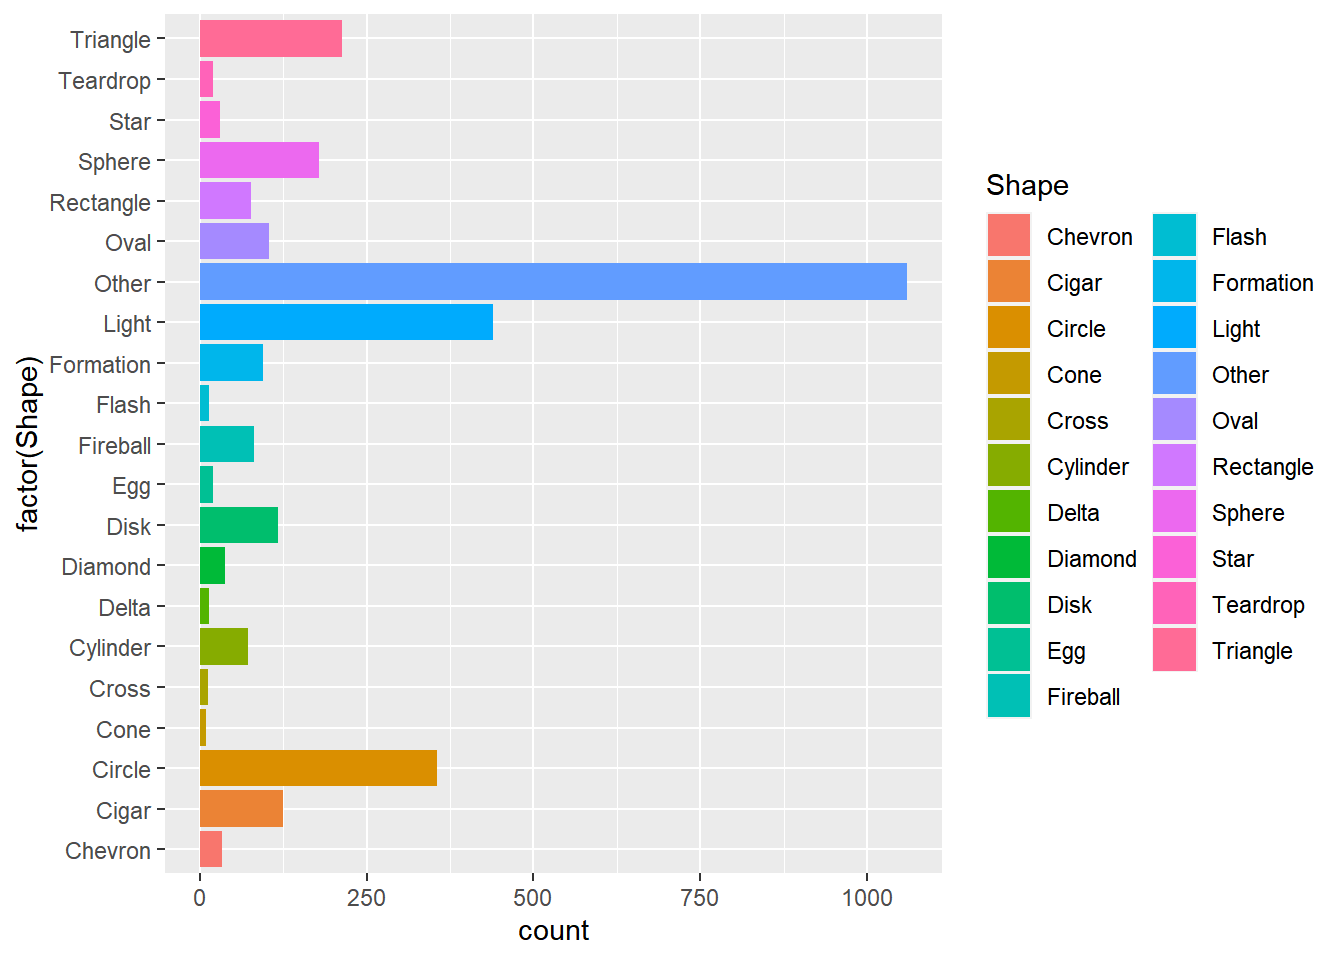 factor(Shape)
Triangle
Teardrop
Star
Sphere
Rectangle
Oval
Other
Light
Formation
Flash
Fireball
Egg
Disk
Diamond
Delta
Cylinder
Cross
Cone
Circle
Cigar
Chevron
0 250 500 750 1000
count
Shape
Chevron
Cigar
Circle
Cone
Cross
Cylinder
Delta
Diamond
Disk
Egg
Fireball
Flash
Formation
Light
Other
Oval
Rectangle
Sphere
Star
Teardrop
Triangle